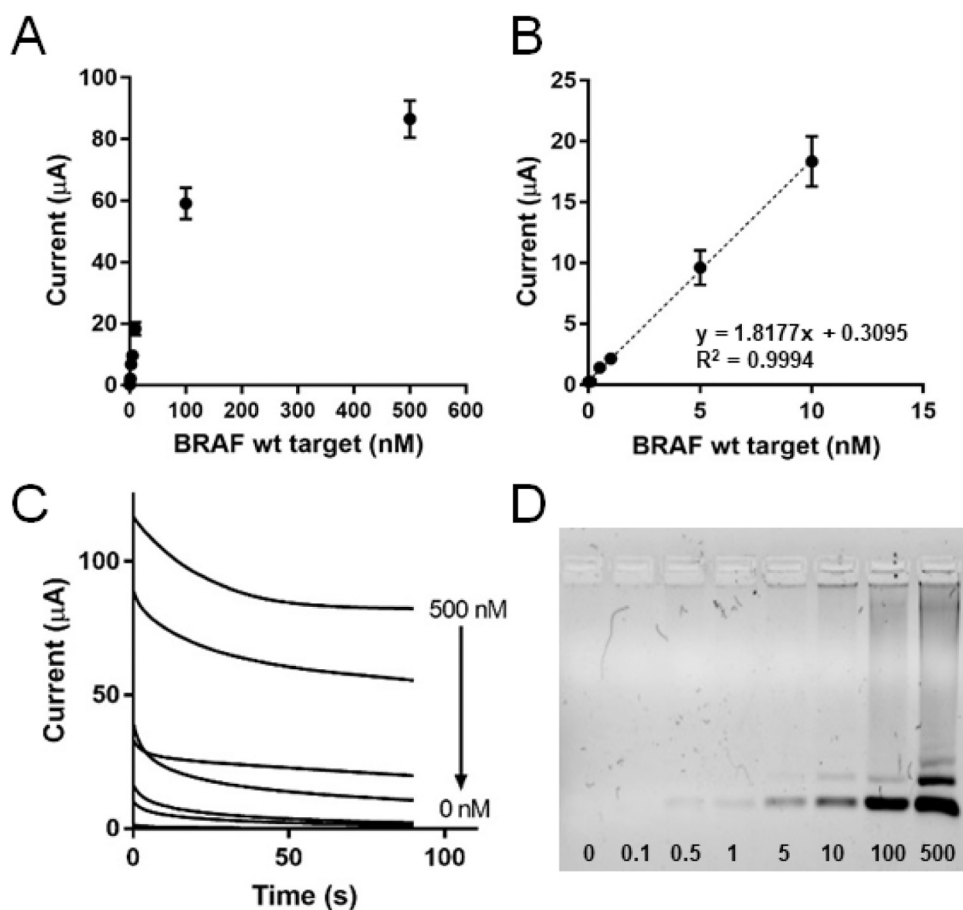 A
100
80
60
40
20
0
Current (μA)
0 100 200 300 400 500 600
BRAF wt target (nM)
B
25
20
15
10
5
0
Current (μA)
y = 1.8177x + 0.3095
R² = 0.9994
0 5 10 15
BRAF wt target (nM)
C
100
50
0
Current (μA)
500 nM
0 nM
0 50 100
Time (s)
D
0 0.1 0.5 1 5 10 100 500